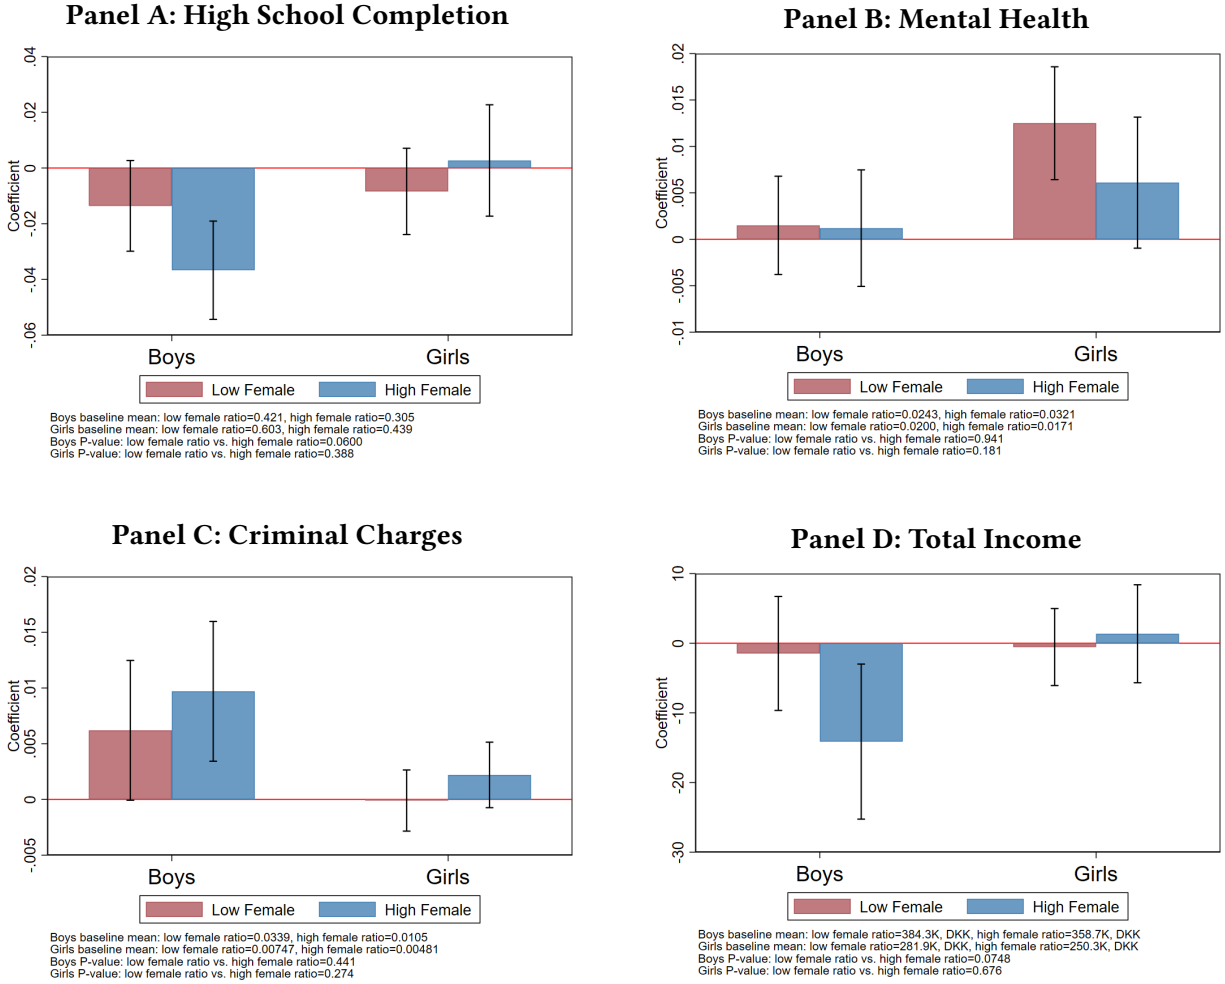 Panel A: High School Completion
.04
.02
0
-.02
-.04
-.06
Coefficient
Boys
Girls
Low Female
High Female
Boys baseline mean: low female ratio=0.421, high female ratio=0.305
Girls baseline mean: low female ratio=0.603, high female ratio=0.439
Boys P-value: low female ratio vs. high female ratio=0.0600
Girls P-value: low female ratio vs. high female ratio=0.388
Panel B: Mental Health
.02
.015
.01
.005
0
-.005
-.01
Coefficient
Boys
Girls
Low Female
High Female
Boys baseline mean: low female ratio=0.0243, high female ratio=0.0321
Girls baseline mean: low female ratio=0.0200, high female ratio=0.0171
Boys P-value: low female ratio vs. high female ratio=0.941
Girls P-value: low female ratio vs. high female ratio=0.181
Panel C: Criminal Charges
.02
.015
.01
.005
0
-.005
Coefficient
Boys
Girls
Low Female
High Female
Boys baseline mean: low female ratio=0.0339, high female ratio=0.0105
Girls baseline mean: low female ratio=0.00747, high female ratio=0.00481
Boys P-value: low female ratio vs. high female ratio=0.441
Girls P-value: low female ratio vs. high female ratio=0.274
Panel D: Total Income
10
0
-10
-20
-30
Coefficient
Boys
Girls
Low Female
High Female
Boys baseline mean: low female ratio=384.3K, DKK, high female ratio=358.7K, DKK
Girls baseline mean: low female ratio=281.9K, DKK, high female ratio=250.3K, DKK
Boys P-value: low female ratio vs. high female ratio=0.0748
Girls P-value: low female ratio vs. high female ratio=0.676